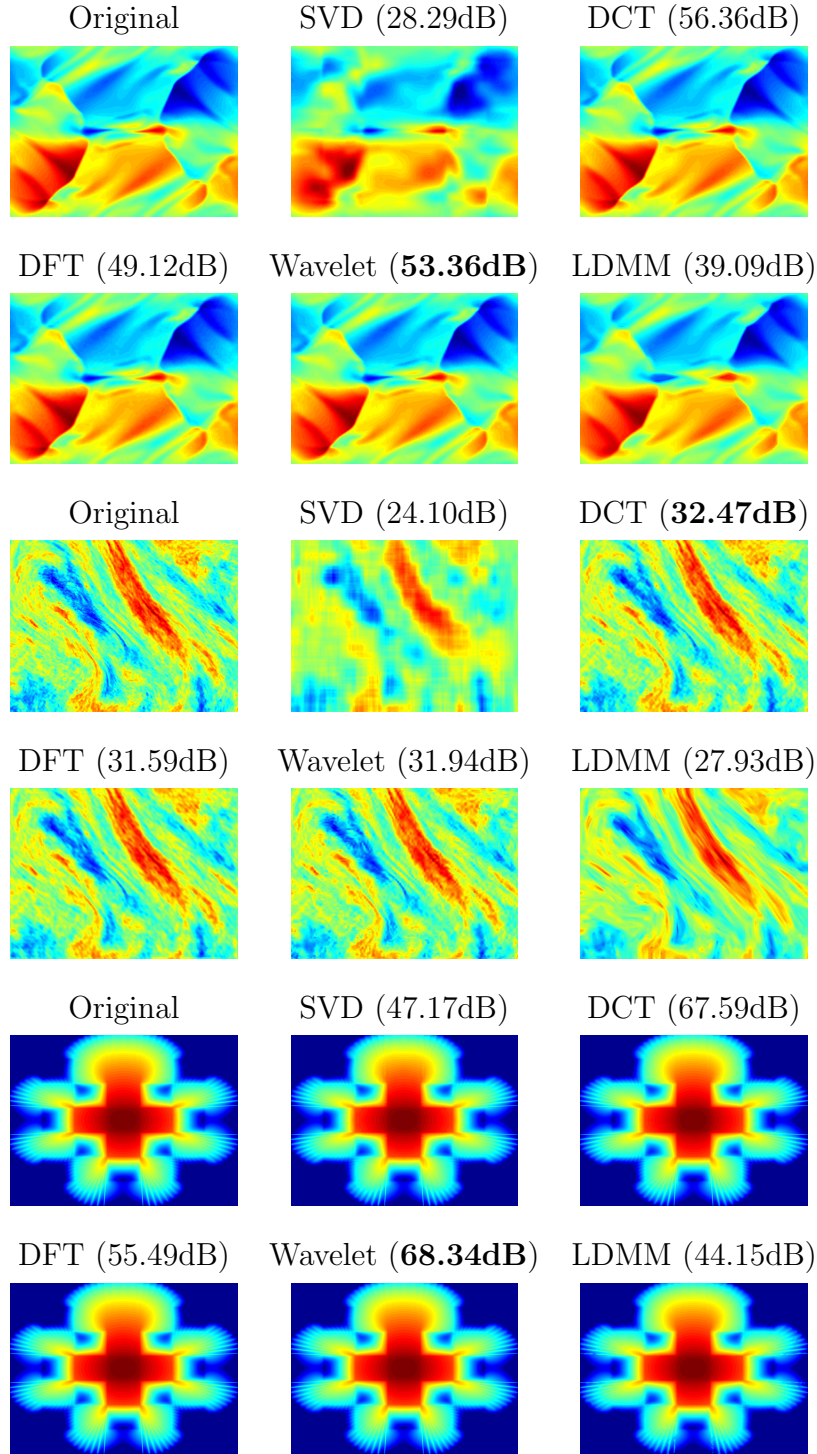 Original SVD (28.29dB) DCT (56.36dB)
DFT (49.12dB) Wavelet (53.36dB) LDMM (39.09dB)
Original SVD (24.10dB) DCT (32.47dB)
DFT (31.59dB) Wavelet (31.94dB) LDMM (27.93dB)
Original SVD (47.17dB) DCT (67.59dB)
DFT (55.49dB) Wavelet (68.34dB) LDMM (44.15dB)